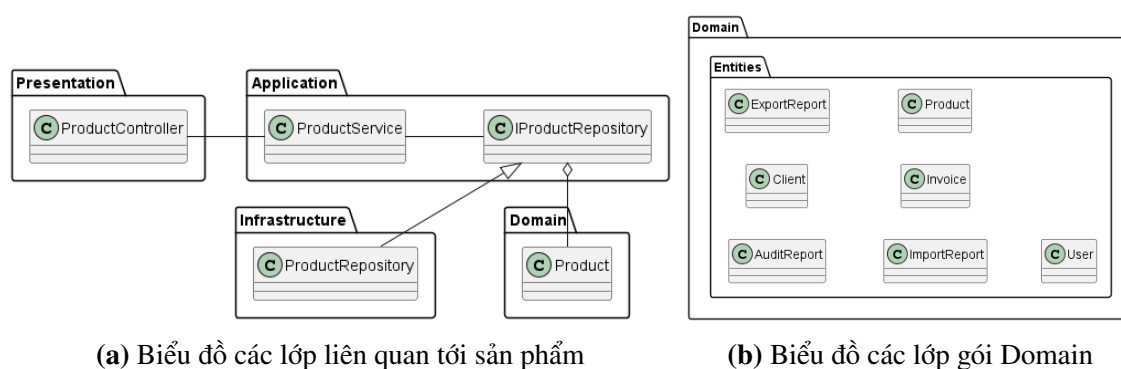 Presentation
C ProductController
Application
C ProductService
C IProductRepository
Infrastructure
C ProductRepository
Domain
C Product
(a) Biểu đồ các lớp liên quan tới sản phẩm
Domain
Entities
C ExportReport
C Product
C Client
C Invoice
C AuditReport
C ImportReport
C User
(b) Biểu đồ các lớp gói Domain